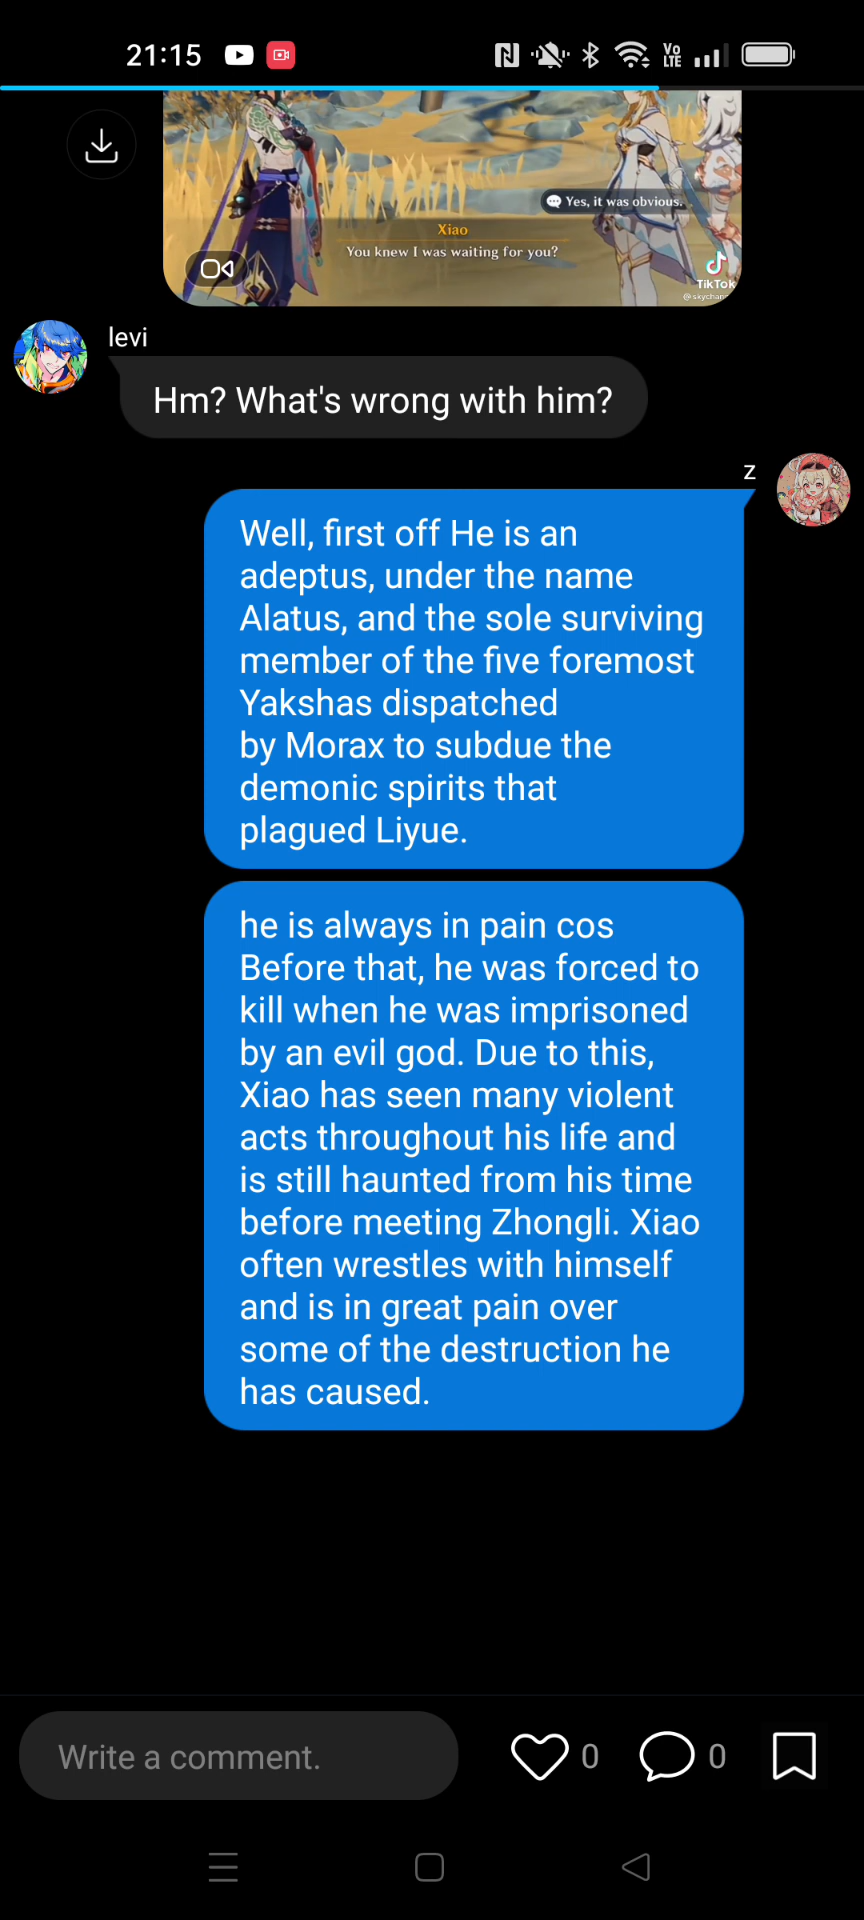 21:15
Vo
LTE
Yes, it was obvious.
Xiao
You knew I was waiting for you?
TikTok
levi
Hm? What's wrong with him?
z
Well, first off He is an
adeptus, under the name
Alatus, and the sole surviving
member of the five foremost
Yakshas dispatched
by Morax to subdue the
demonic spirits that
plagued Liyue.
he is always in pain cos
Before that, he was forced to
kill when he was imprisoned
by an evil god. Due to this,
Xiao has seen many violent
acts throughout his life and
is still haunted from his time
before meeting Zhongli. Xiao
often wrestles with himself
and is in great pain over
some of the destruction he
has caused.
Write a comment.
0
0